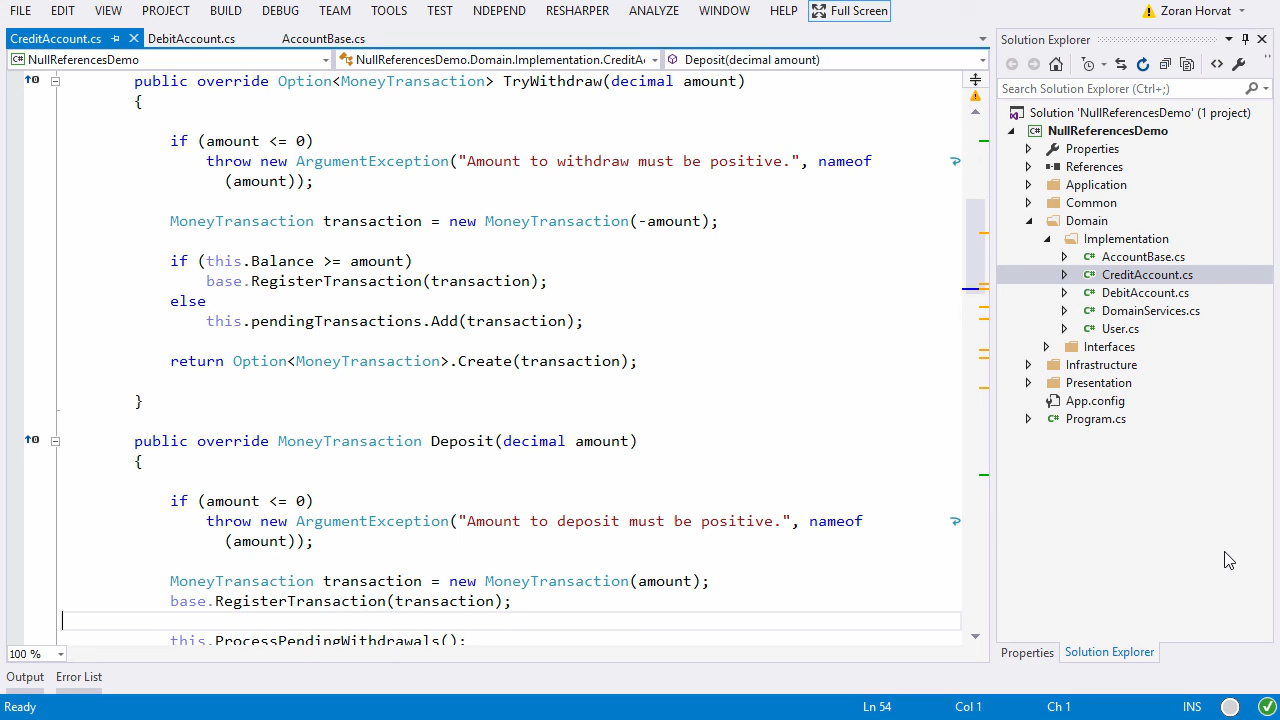 FILE EDIT VIEW PROJECT BUILD DEBUG TEAM TOOLS TEST NDEPEND RESHARPER ANALYZE WINDOW HELP Full Screen Zoran Horvat
CreditAccount.cs DebitAccount.cs AccountBase.cs
NullReferencesDemo NullReferencesDemo.Domain.Implementation.CreditAc Deposit(decimal amount)
public override Option<MoneyTransaction> TryWithdraw(decimal amount)
{
if (amount <= 0)
throw new ArgumentException("Amount to withdraw must be positive.", nameof
(amount));
MoneyTransaction transaction = new MoneyTransaction(-amount);
if (this.Balance >= amount)
base.RegisterTransaction(transaction);
else
this.pendingTransactions.Add(transaction);
return Option<MoneyTransaction>.Create(transaction);
}
public override MoneyTransaction Deposit(decimal amount)
{
if (amount <= 0)
throw new ArgumentException("Amount to deposit must be positive.", nameof
(amount));
MoneyTransaction transaction = new MoneyTransaction(amount);
base.RegisterTransaction(transaction);
this.ProcessPendingWithdrawals();
100 %
Output Error List
Solution Explorer
Search Solution Explorer (Ctrl+;)
Solution 'NullReferencesDemo' (1 project)
C# NullReferencesDemo
Properties
References
Application
Common
Domain
Implementation
C# AccountBase.cs
C# CreditAccount.cs
C# DebitAccount.cs
C# DomainServices.cs
C# User.cs
Interfaces
Infrastructure
Presentation
App.config
C# Program.cs
Properties Solution Explorer
Ready Ln 54 Col 1 Ch 1 INS